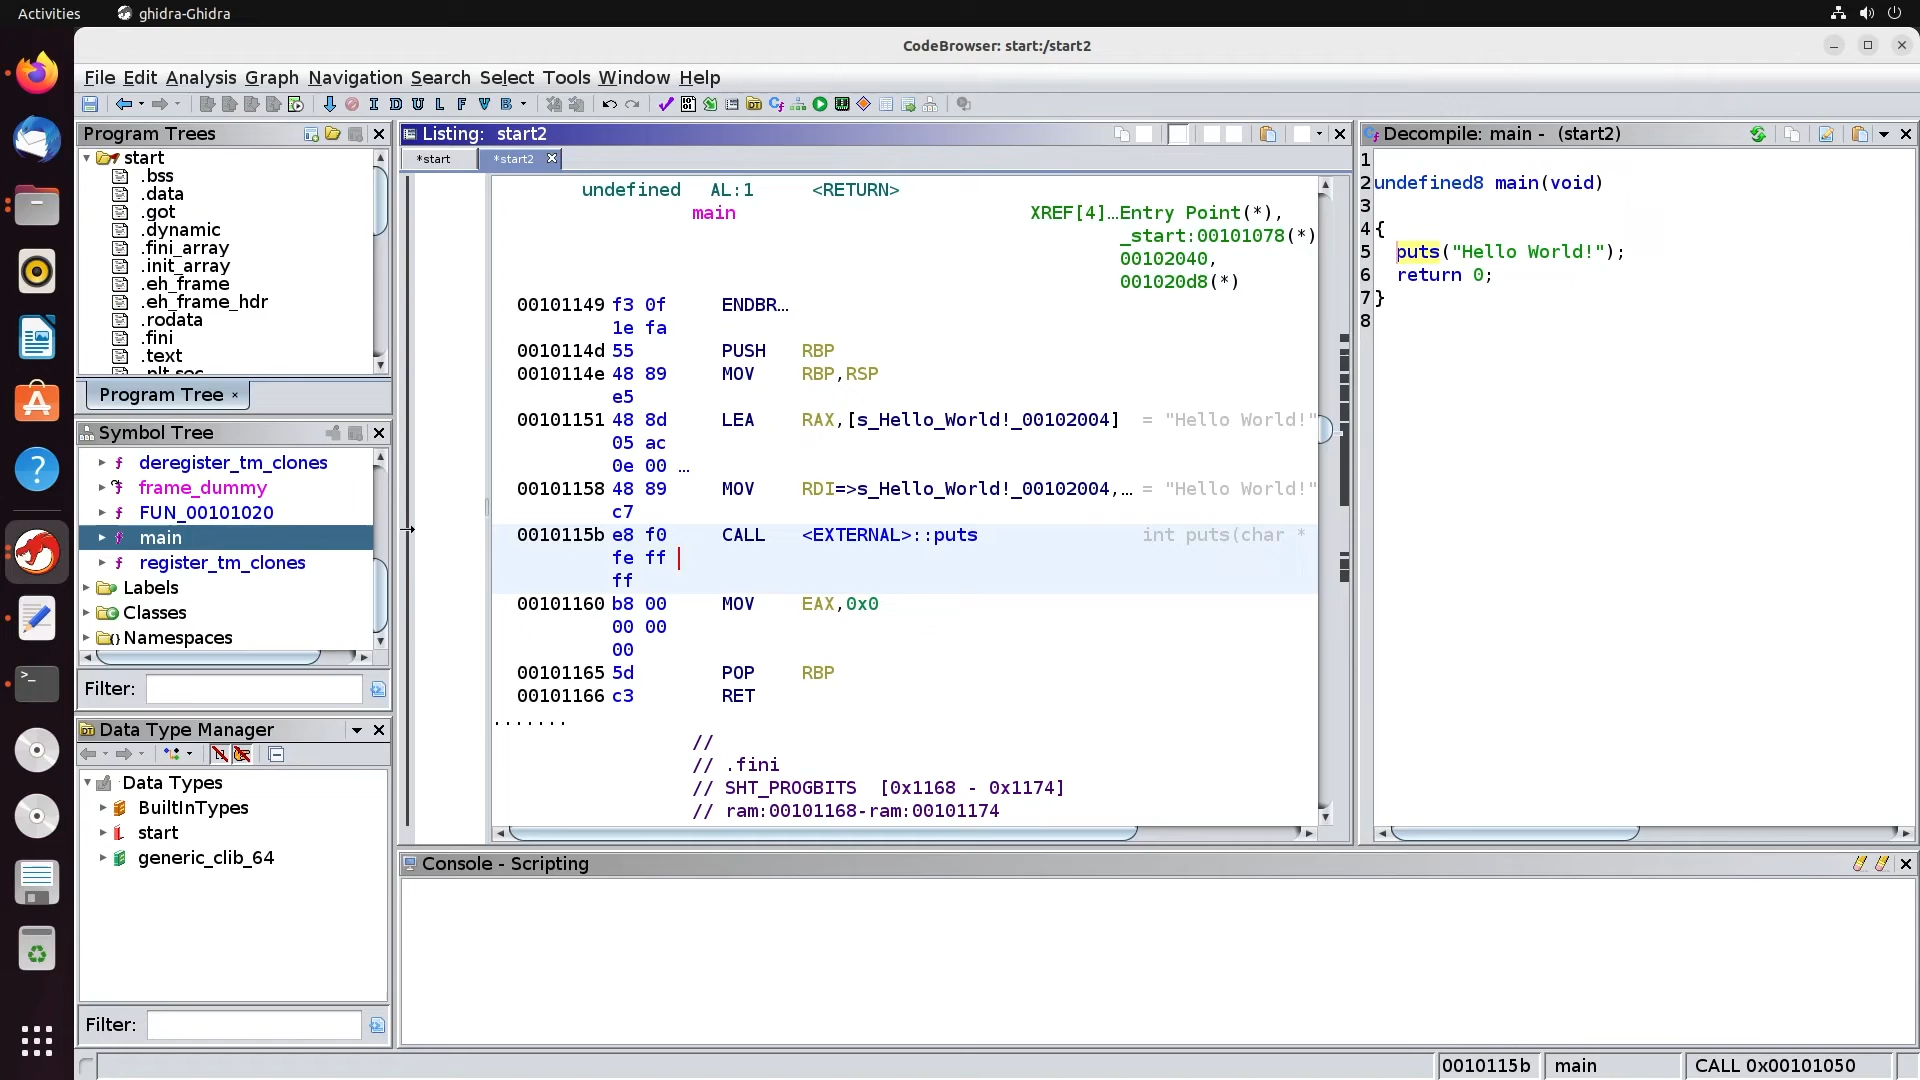 Activities
ghidra-Ghidra
CodeBrowser: start:/start2
File Edit Analysis Graph Navigation Search Select Tools Window Help
I D U L F V B
Program Trees
start
.bss
.data
.got
.dynamic
.fini_array
.init_array
.eh_frame
.eh_frame_hdr
.rodata
.fini
.text
.plt.sec
Program Tree ×
Symbol Tree
deregister_tm_clones
frame_dummy
FUN_00101020
main
register_tm_clones
Labels
Classes
Namespaces
Filter:
Data Type Manager
Data Types
BuiltInTypes
start
generic_clib_64
Filter:
Listing: start2
*start
*start2
undefined AL:1 <RETURN>
main XREF[4]…Entry Point(*),
_start:00101078(*)
00102040,
001020d8(*)
00101149 f3 0f ENDBR…
1e fa
0010114d 55 PUSH RBP
0010114e 48 89 MOV RBP,RSP
e5
00101151 48 8d LEA RAX,[s_Hello_World!_00102004] = "Hello World!"
05 ac
0e 00 …
00101158 48 89 MOV RDI=>s_Hello_World!_00102004,… = "Hello World!"
c7
0010115b e8 f0 CALL <EXTERNAL>::puts int puts(char *
fe ff
ff
00101160 b8 00 MOV EAX,0x0
00 00
00
00101165 5d POP RBP
00101166 c3 RET
.......
//
// .fini
// SHT_PROGBITS [0x1168 - 0x1174]
// ram:00101168-ram:00101174
Decompile: main - (start2)
1
2 undefined8 main(void)
3
4 {
5 puts("Hello World!");
6 return 0;
7 }
8
Console - Scripting
0010115b
main
CALL 0x00101050